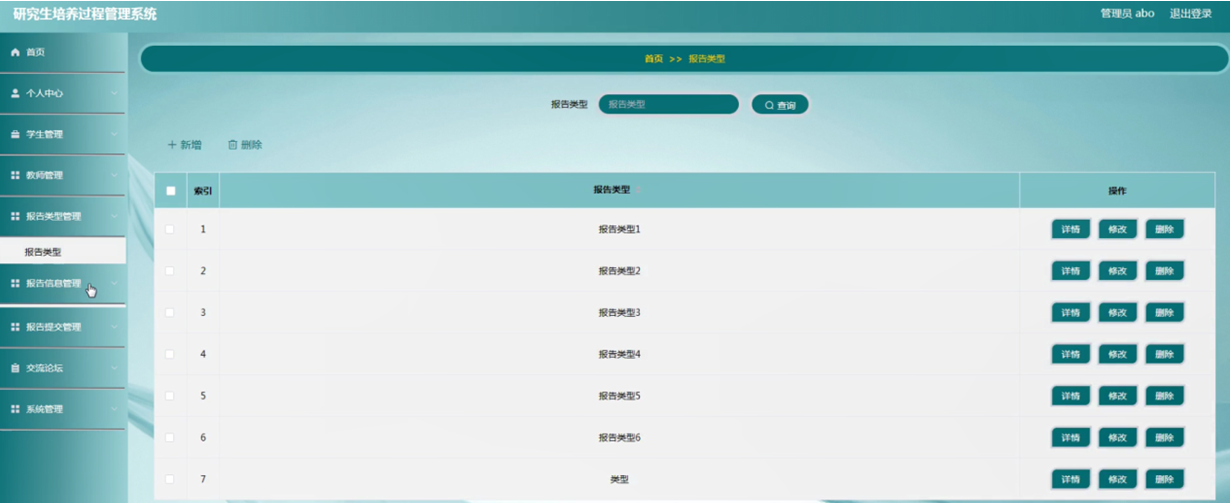 研究生培养过程管理系统
管理员 abo 退出登录
首页
个人中心
学生管理
教师管理
报告类型管理
报告类型
报告信息管理
报告提交管理
交流论坛
系统管理
首页 >> 报告类型
报告类型 报告类型 查询
新增 删除
索引 报告类型 操作
1 报告类型1 详情 修改 删除
2 报告类型2 详情 修改 删除
3 报告类型3 详情 修改 删除
4 报告类型4 详情 修改 删除
5 报告类型5 详情 修改 删除
6 报告类型6 详情 修改 删除
7 类型 详情 修改 删除